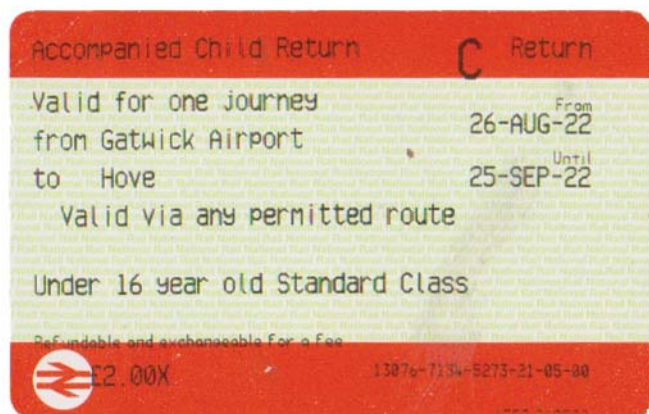 Accompanied Child Return C Return
Valid for one journey From
from Gatwick Airport 26-AUG-22
Until
to Hove 25-SEP-22
Valid via any permitted route
Under 16 year old Standard Class
Refundable and exchangeable for a fee
£2.00X 13076-7134-5273-21-05-00